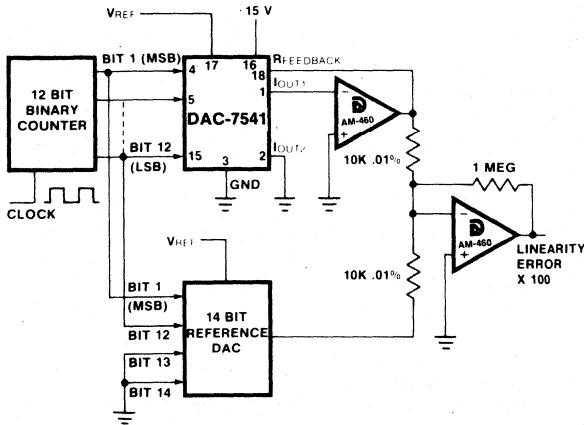 VREF
15 V
BIT 1 (MSB)
4
17
16
RFEEDBACK
18
12 BIT
BINARY
COUNTER
5
1
IOUT1
DAC-7541
AM-460
BIT 12
(LSB)
15
3
2
IOUT2
GND
10K .01%
1 MEG
CLOCK
VREF
AM-460
LINEARITY
ERROR
X 100
10K .01%
BIT 1
(MSB)
14 BIT
REFERENCE
DAC
BIT 12
BIT 13
BIT 14